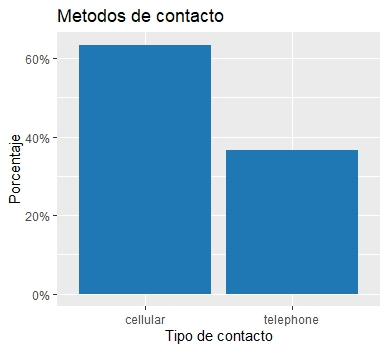 Metodos de contacto
Porcentaje
60%
40%
20%
0%
cellular telephone
Tipo de contacto